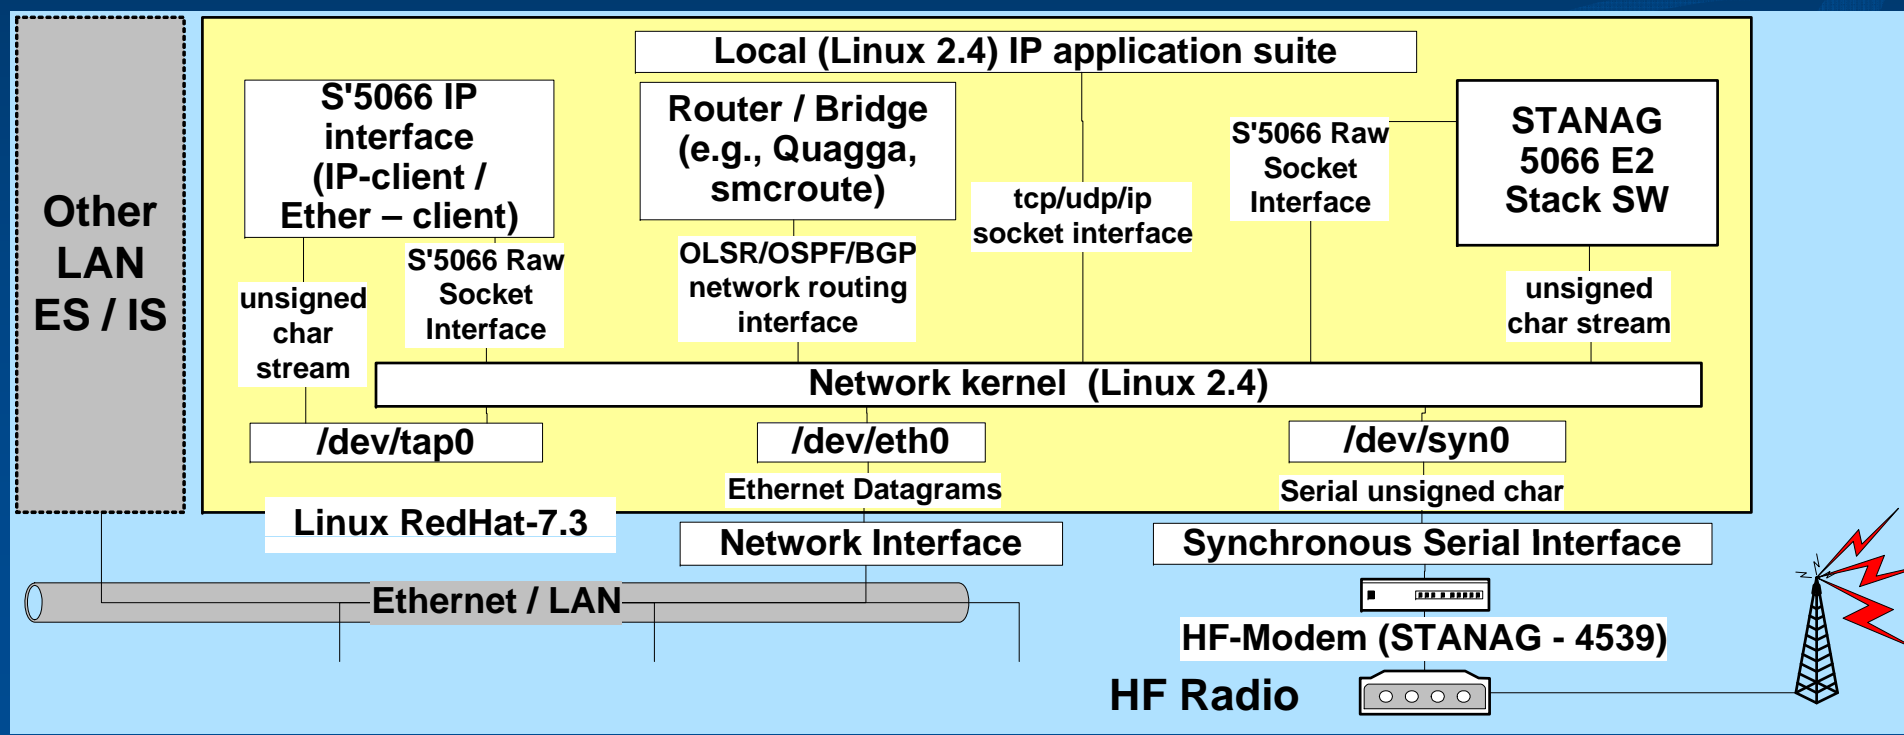 Local (Linux 2.4) IP application suite
S'5066 IP
interface
(IP-client /
Ether – client)
Router / Bridge
(e.g., Quagga,
smcroute)
S'5066 Raw
Socket
Interface
STANAG
5066 E2
Stack SW
Other
LAN
ES / IS
tcp/udp/ip
socket interface
unsigned
char
stream
S'5066 Raw
Socket
Interface
OLSR/OSPF/BGP
network routing
interface
unsigned
char stream
Network kernel (Linux 2.4)
/dev/tap0
/dev/eth0
/dev/syn0
Ethernet Datagrams
Serial unsigned char
Linux RedHat-7.3
Network Interface
Synchronous Serial Interface
Ethernet / LAN
HF-Modem (STANAG - 4539)
HF Radio